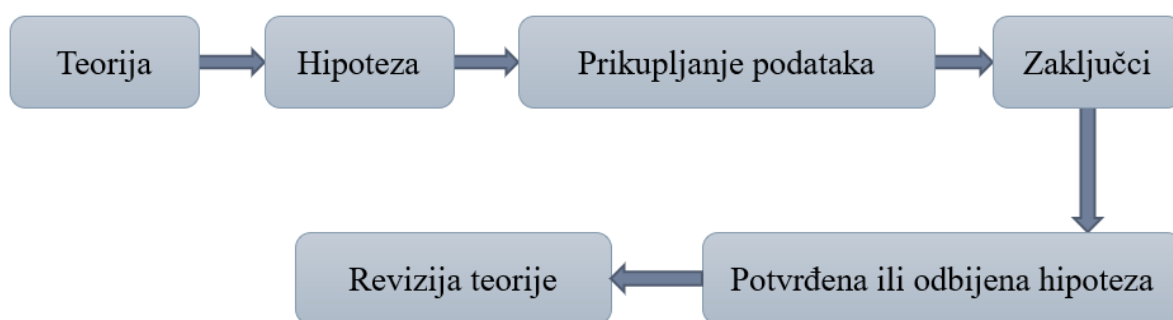 Teorija
Hipoteza
Prikupljanje podataka
Zaključci
Potvrđena ili odbijena hipoteza
Revizija teorije